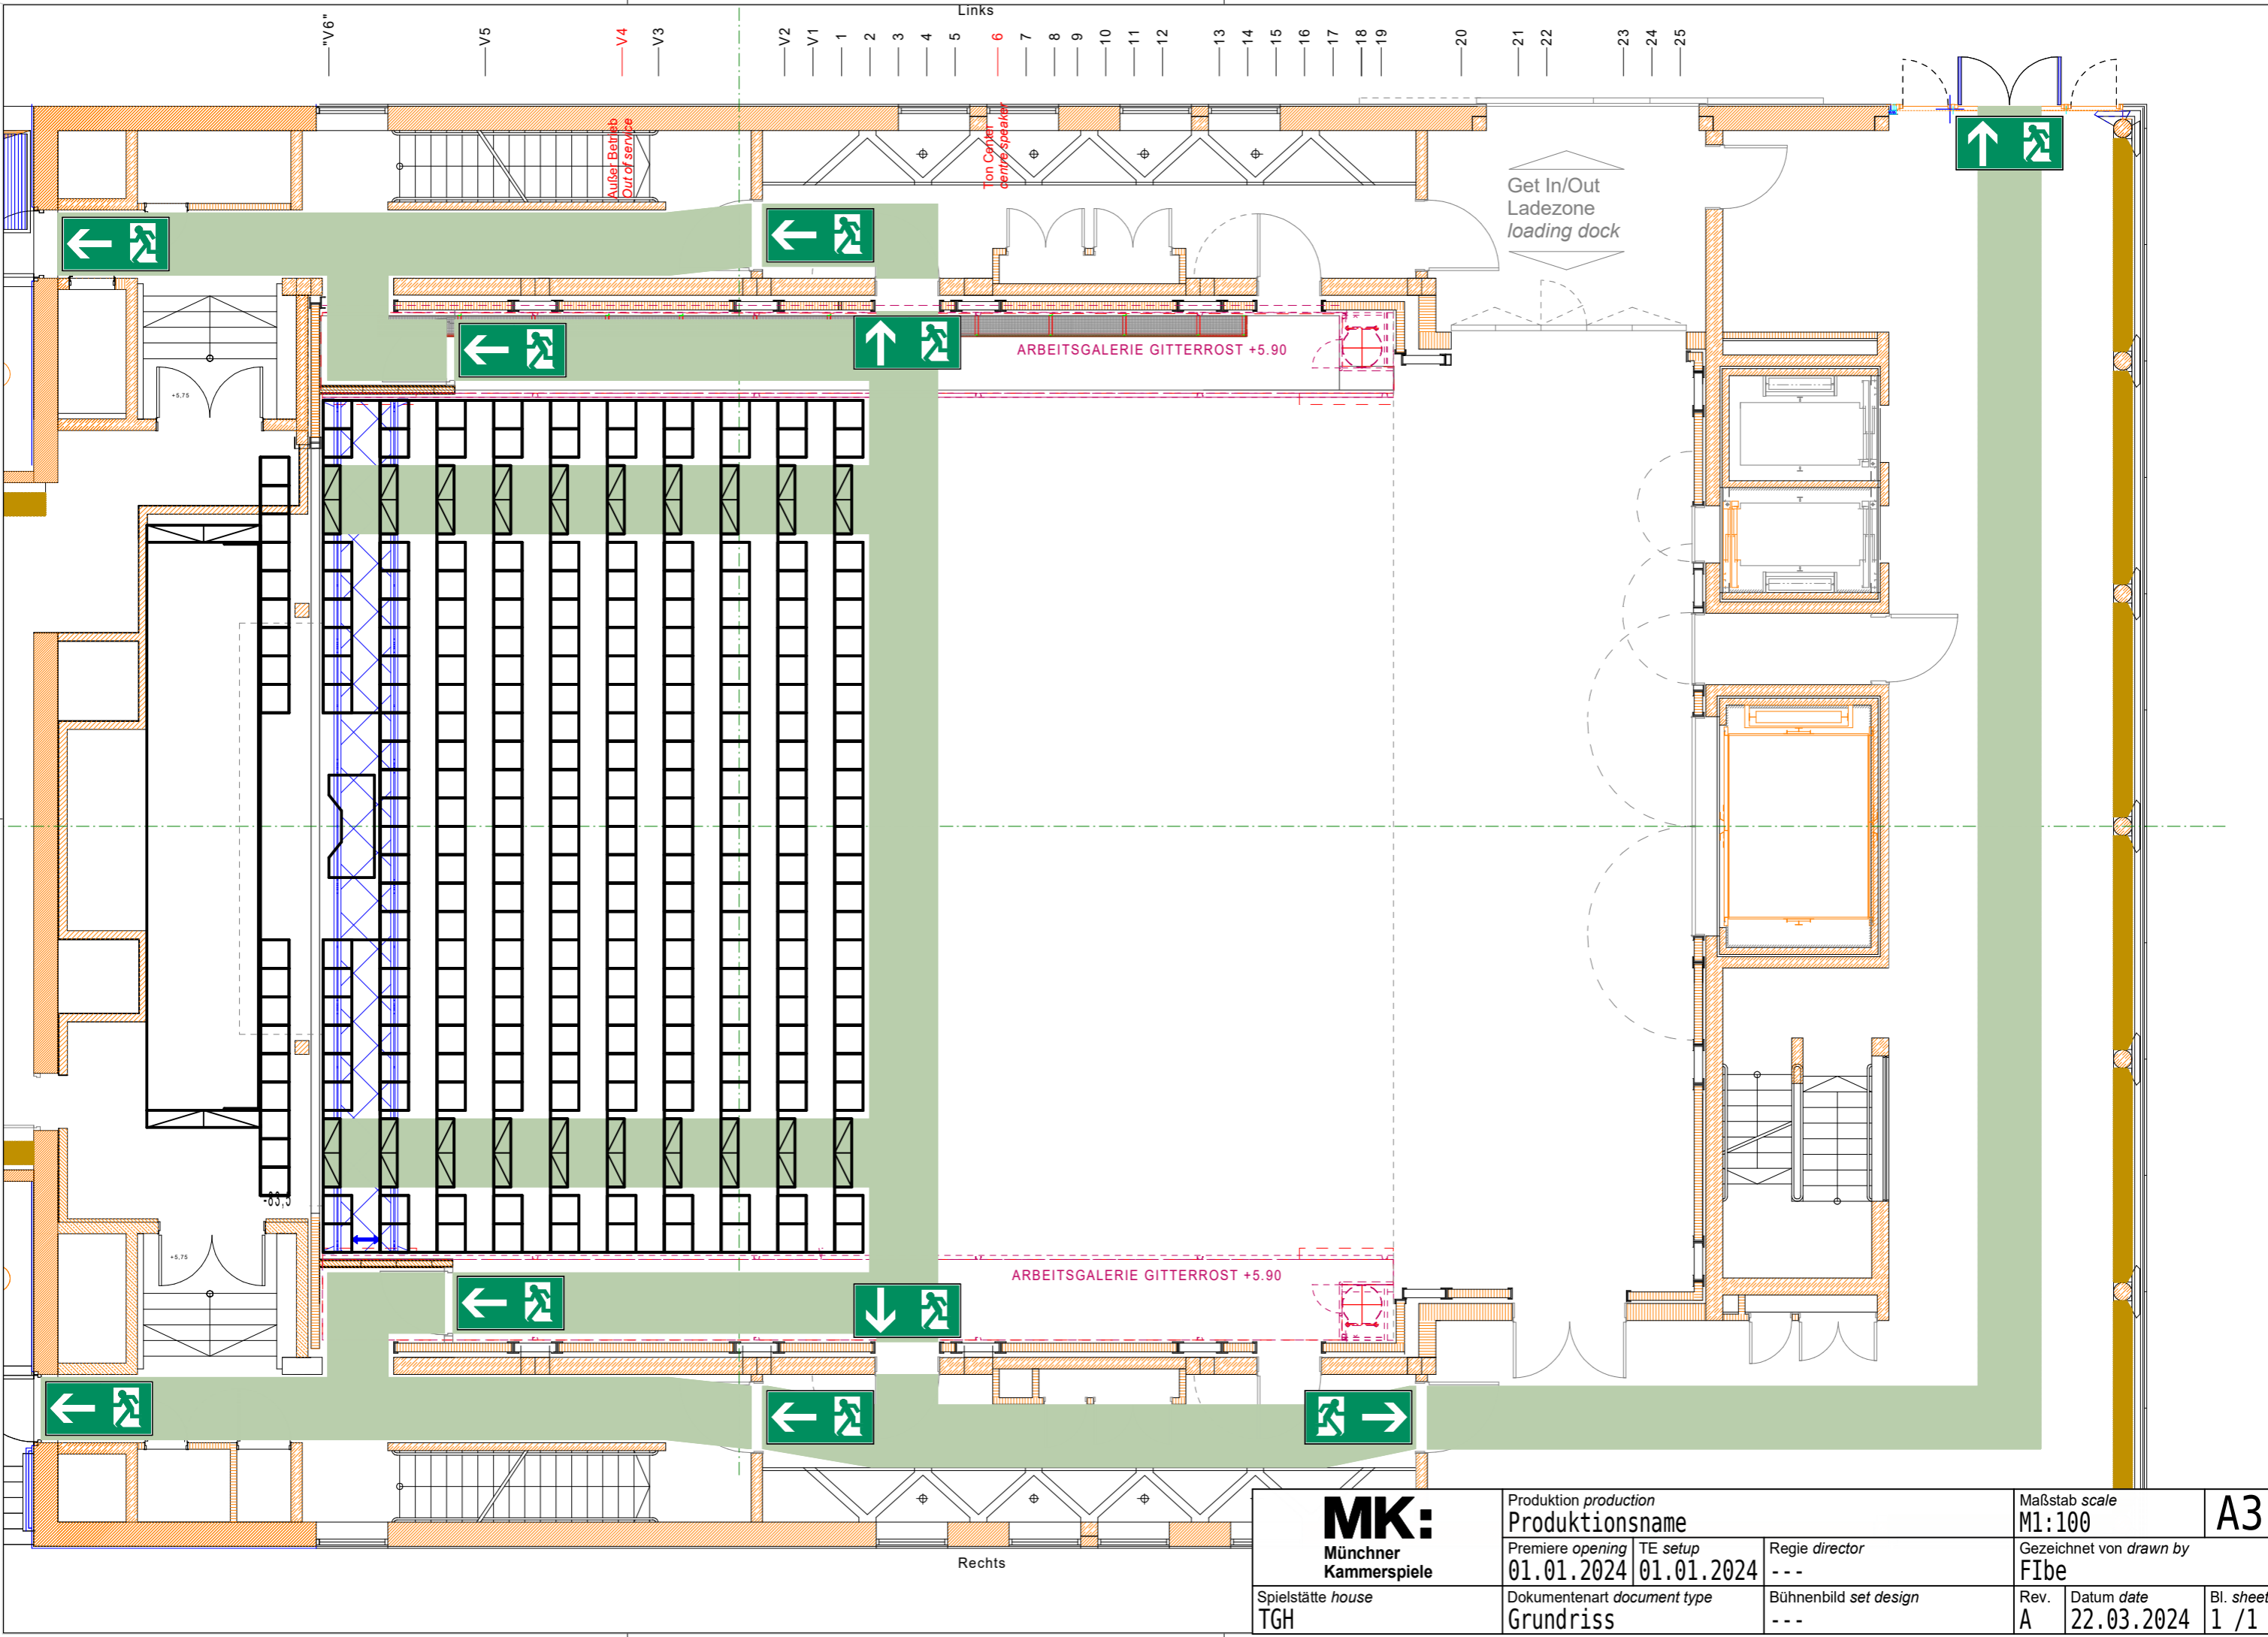 Links
"V6"
V5
V4
V3
V2
V1
1
2
3
4
5
6
7
8
9
10
11
12
13
14
15
16
17
18
19
20
21
22
23
24
25
Außer Betrieb
Out of service
Ton Center
centre speaker
Get In/Out
Ladezone
loading dock
ARBEITSGALERIE GITTERROST +5.90
+5,75
-83,5
+5,75
ARBEITSGALERIE GITTERROST +5.90
Rechts
MK:
Münchner
Kammerspiele
Spielstätte house
TGH
Produktion production
Produktionsname
Premiere opening
01.01.2024
TE setup
01.01.2024
Regie director
---
Dokumentenart document type
Grundriss
Bühnenbild set design
---
Maßstab scale
M1:100
A3
Gezeichnet von drawn by
FIbe
Rev.
A
Datum date
22.03.2024
Bl. sheet
1 /1